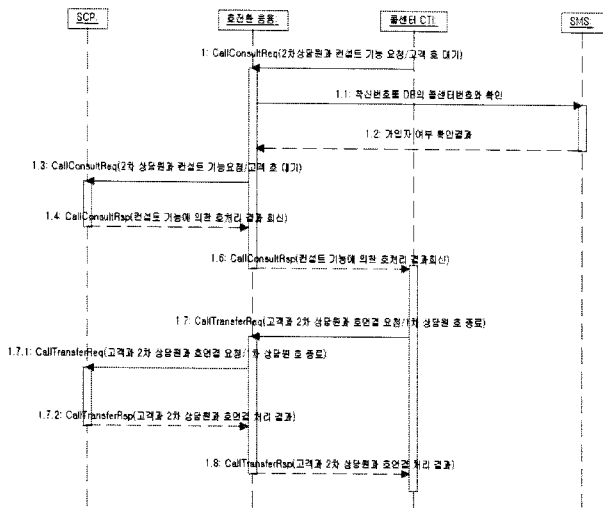 SCP:
호전환 응용:
콜센터 CTI:
SMS:
1: CallConsultReq(2차상담원과 컨설트 기능 요청/고객 호 대기)
1.1: 착신번호를 DB의 콜센터번호와 확인
1.2: 가입자 여부 확인결과
1.3: CallConsultReq(2차 상담원과 컨설트 기능요청/고객 호 대기)
1.4: CallConsultRsp(컨설트 기능에 의환 호처리 결과 회신)
1.6: CallConsultRsp(컨설트 기능에 의환 호처리 결과회신)
1.7: CallTransferReq(고객과 2차 상담원과 호연결 요청/1차 상담원 호 종료)
1.7.1: CallTransferReq(고객과 2차 상담원과 호연결 요청/1차 상담원 호 종료)
1.7.2: CallTransferRsp(고객과 2차 상담원과 호연결 처리 결과)
1.8: CallTransferRsp(고객과 2차 상담원과 호연결 처리 결과)